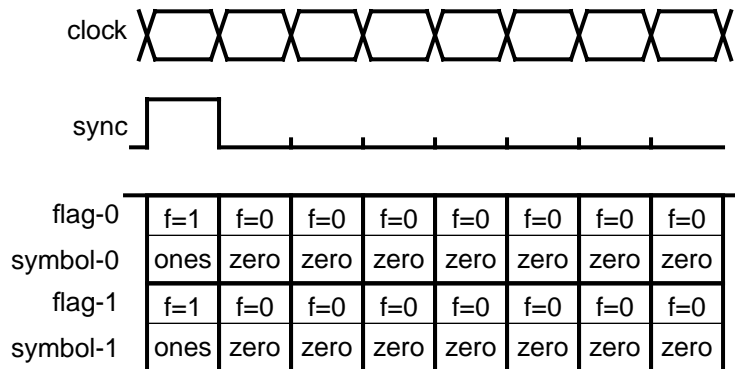 clock
sync
flag-0 f=1 f=0 f=0 f=0 f=0 f=0 f=0 f=0
symbol-0 ones zero zero zero zero zero zero zero
flag-1 f=1 f=0 f=0 f=0 f=0 f=0 f=0 f=0
symbol-1 ones zero zero zero zero zero zero zero